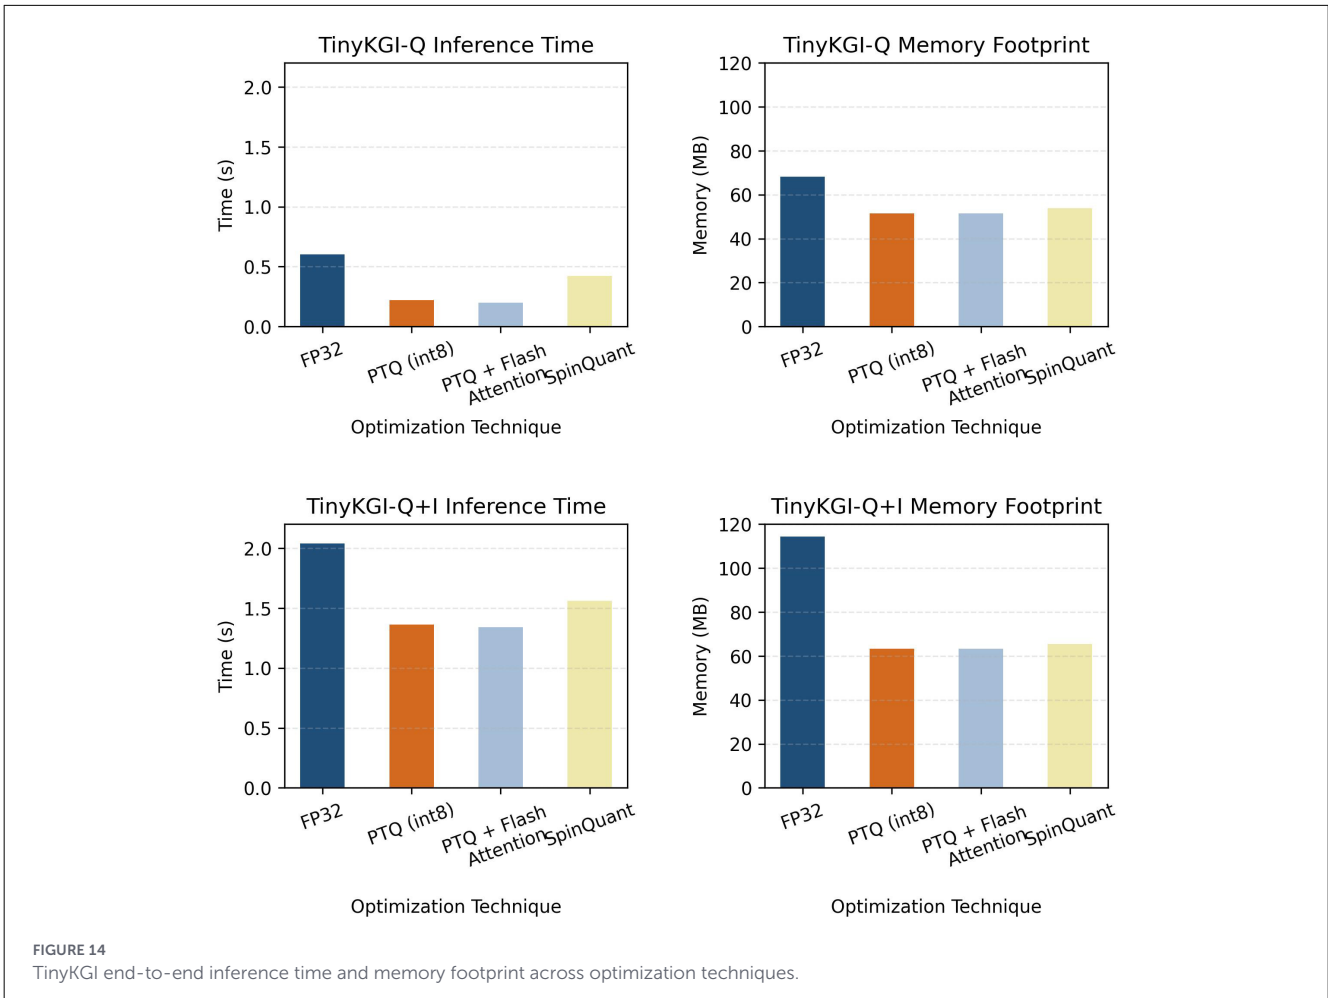 TinyKGI-Q Inference Time
2.0
1.5
1.0
0.5
0.0
Time (s)
FP32
PTQ (int8)
PTQ + Flash
Attention
SpinQuant
Optimization Technique
TinyKGI-Q Memory Footprint
120
100
80
60
40
20
0
Memory (MB)
FP32
PTQ (int8)
PTQ + Flash
Attention
SpinQuant
Optimization Technique
TinyKGI-Q+I Inference Time
2.0
1.5
1.0
0.5
0.0
Time (s)
FP32
PTQ (int8)
PTQ + Flash
Attention
SpinQuant
Optimization Technique
TinyKGI-Q+I Memory Footprint
120
100
80
60
40
20
0
Memory (MB)
FP32
PTQ (int8)
PTQ + Flash
Attention
SpinQuant
Optimization Technique
FIGURE 14
TinyKGI end-to-end inference time and memory footprint across optimization techniques.